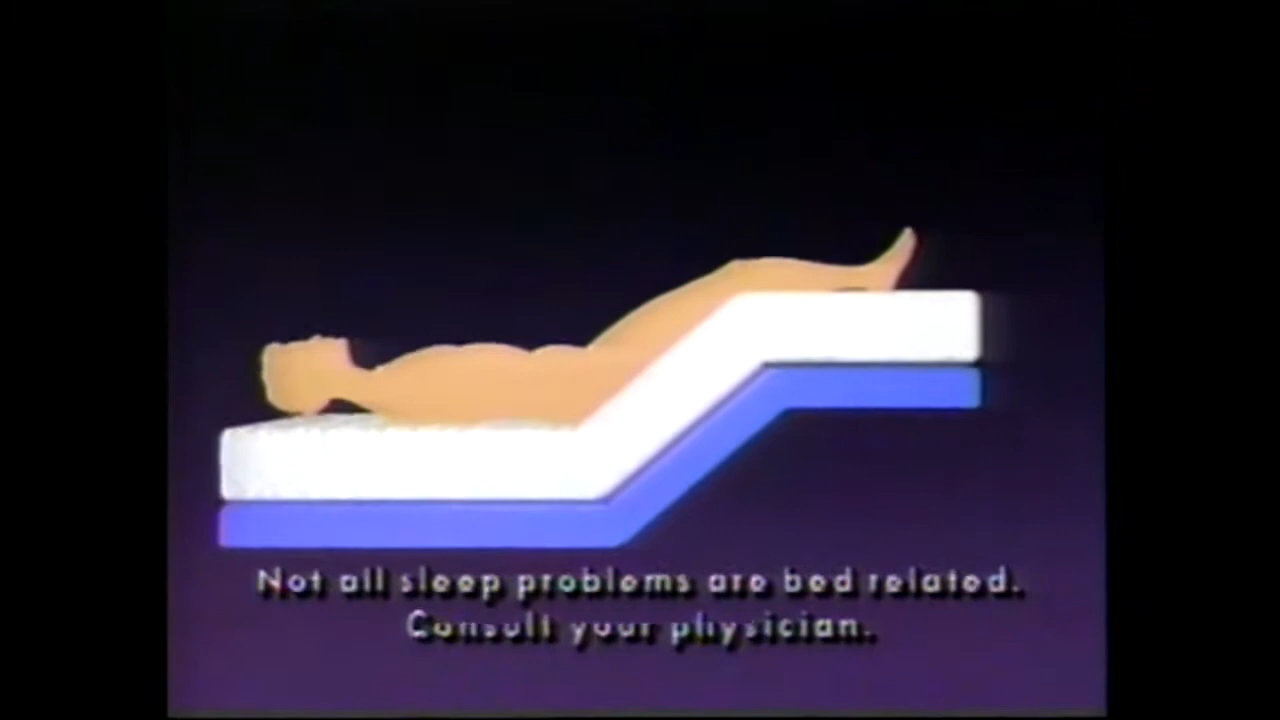 Not all sleep problems are bed related.
Consult your physician.